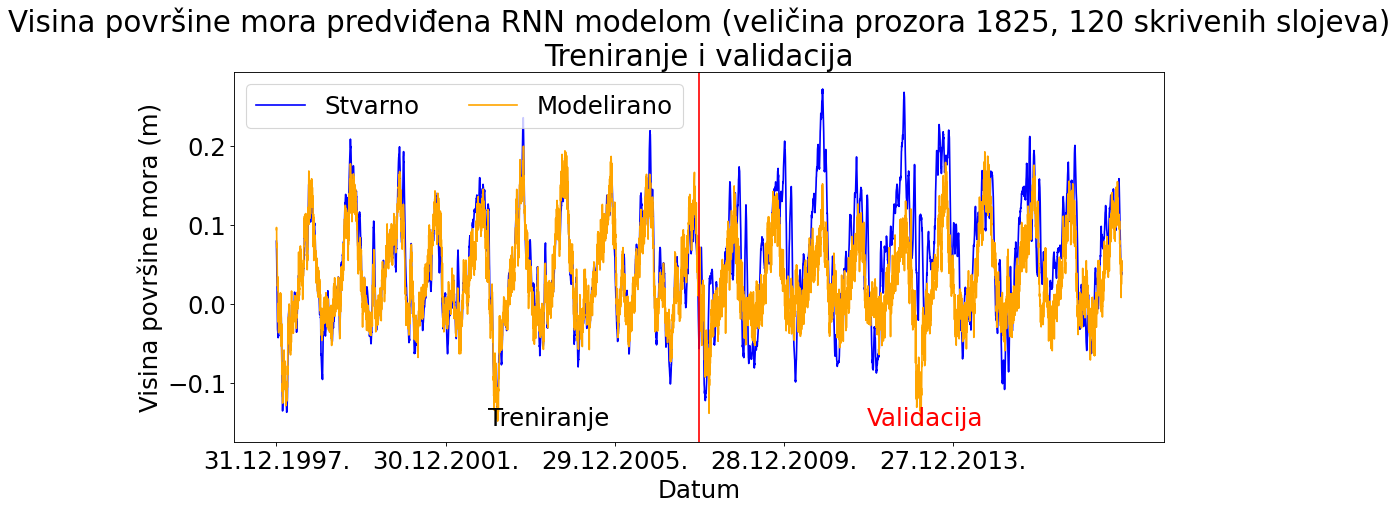 Visina površine mora predviđena RNN modelom (veličina prozora 1825, 120 skrivenih slojeva)
Treniranje i validacija
Stvarno
Modelirano
Visina površine mora (m)
0.2
0.1
0.0
−0.1
Treniranje
Validacija
31.12.1997.
30.12.2001.
29.12.2005.
28.12.2009.
27.12.2013.
Datum